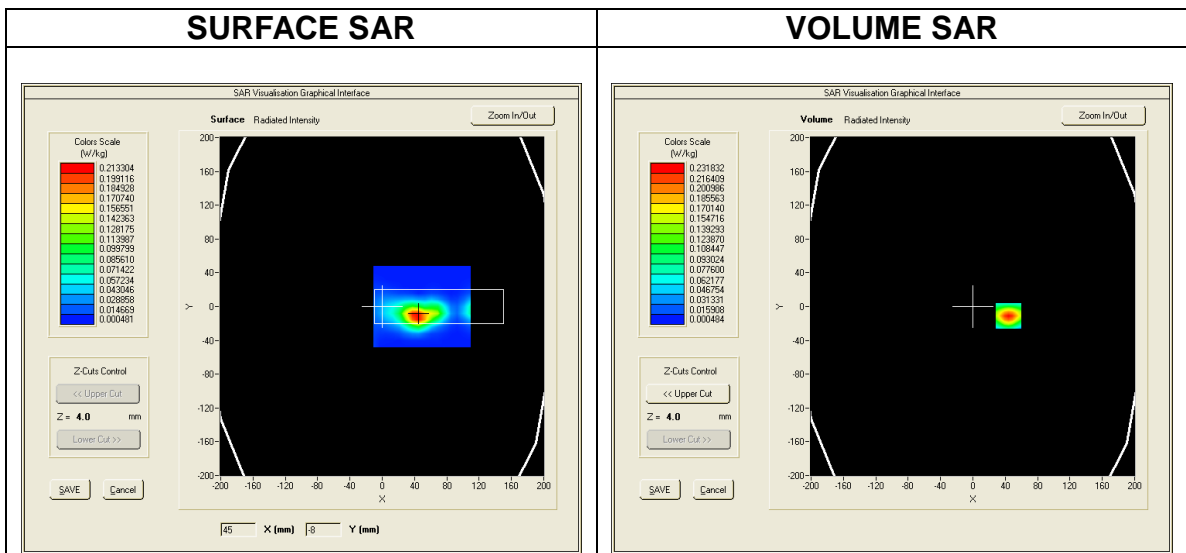 SURFACE SAR
VOLUME SAR
SAR Visualisation Graphical Interface
Surface Radiated Intensity
Zoom In/Out
Colors Scale
(W/kg)
0.213304
0.199116
0.184928
0.170740
0.156551
0.142363
0.128175
0.113987
0.099799
0.085610
0.071422
0.057234
0.043046
0.028858
0.014669
0.000481
Z-Cuts Control
<< Upper Cut
Z = 4.0 mm
Lower Cut >>
SAVE Cancel
200
160
120
80
40
0
-40
-80
-120
-160
-200
Y
-200 -160 -120 -80 -40 0 40 80 120 160 200
X
45 X (mm) -8 Y (mm)
SAR Visualisation Graphical Interface
Volume Radiated Intensity
Zoom In/Out
Colors Scale
(W/kg)
0.231832
0.216409
0.200986
0.185563
0.170140
0.154716
0.139293
0.123870
0.108447
0.093024
0.077600
0.062177
0.046754
0.031331
0.015908
0.000484
Z-Cuts Control
<< Upper Cut
Z = 4.0 mm
Lower Cut >>
SAVE Cancel
200
160
120
80
40
0
-40
-80
-120
-160
-200
Y
-200 -160 -120 -80 -40 0 40 80 120 160 200
X